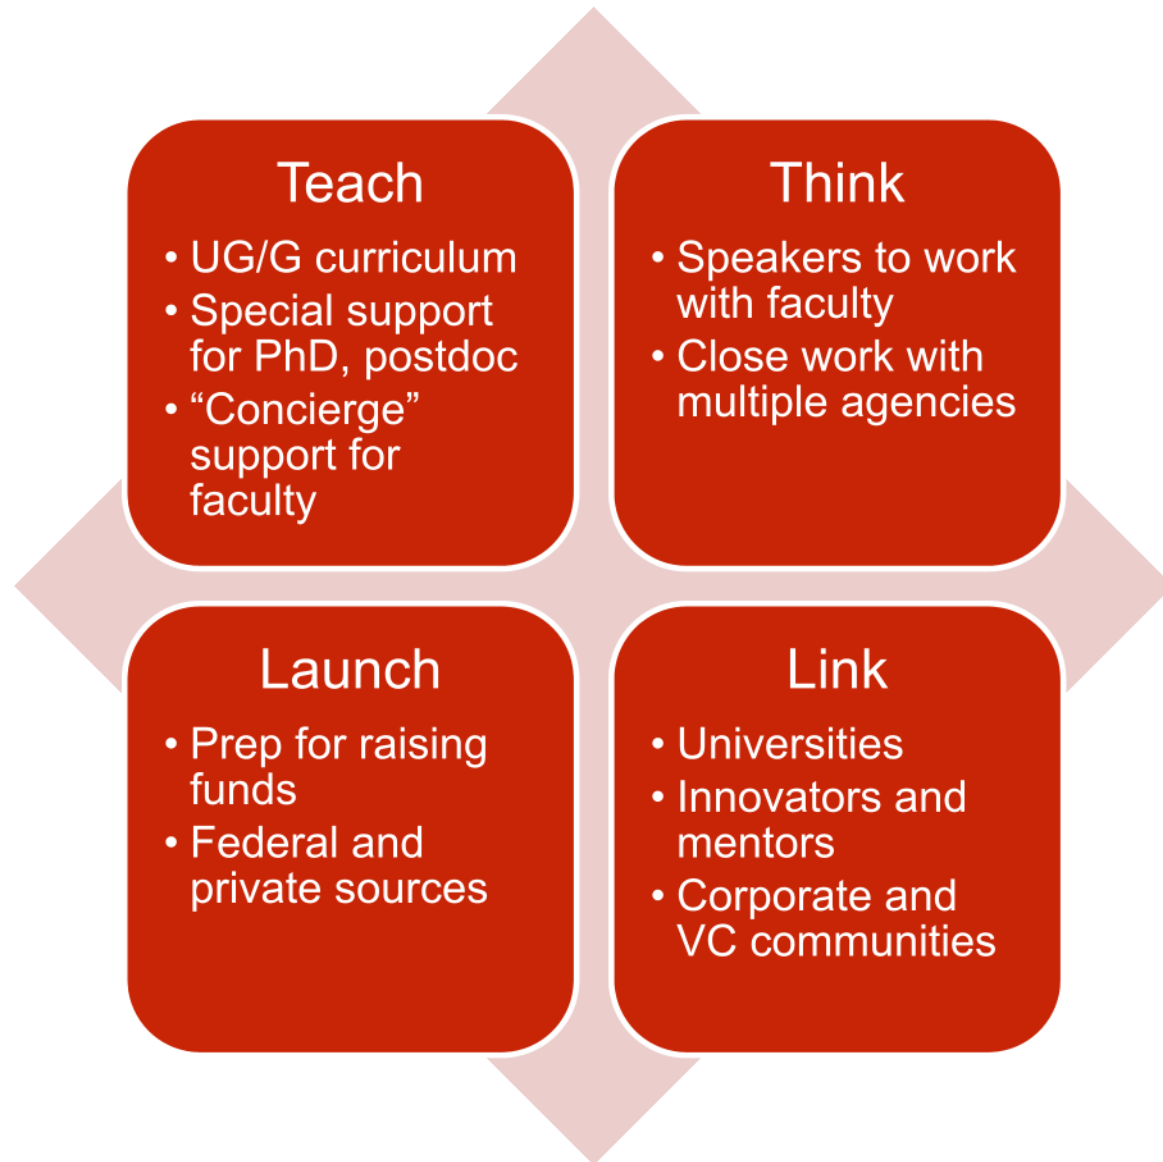 Teach
• UG/G curriculum
• Special support
for PhD, postdoc
• “Concierge”
support for
faculty
Think
• Speakers to work
with faculty
• Close work with
multiple agencies
Launch
• Prep for raising
funds
• Federal and
private sources
Link
• Universities
• Innovators and
mentors
• Corporate and
VC communities